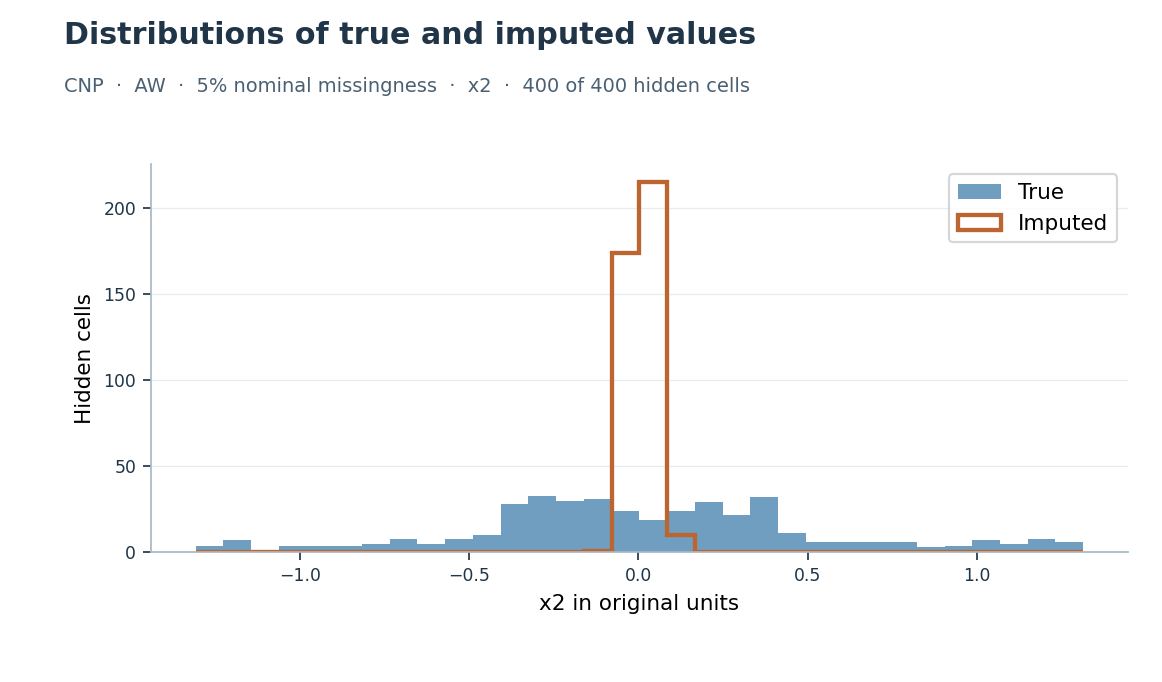 Distributions of true and imputed values
CNP · AW · 5% nominal missingness · x2 · 400 of 400 hidden cells
True
Imputed
Hidden cells
200
150
100
50
0
−1.0 −0.5 0.0 0.5 1.0
x2 in original units